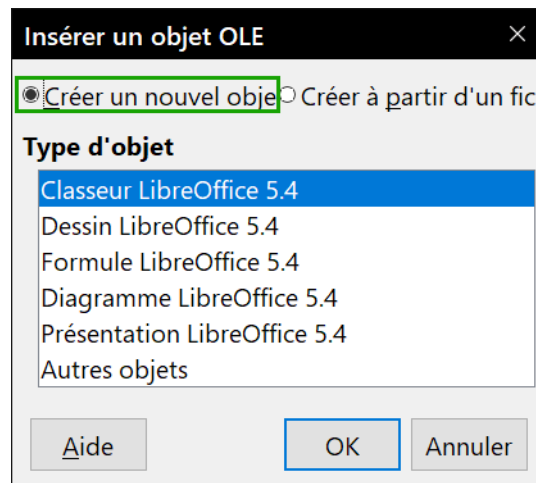 Insérer un objet OLE
Créer un nouvel obje Créer à partir d'un fic
Type d'objet
Classeur LibreOffice 5.4
Dessin LibreOffice 5.4
Formule LibreOffice 5.4
Diagramme LibreOffice 5.4
Présentation LibreOffice 5.4
Autres objets
Aide OK Annuler